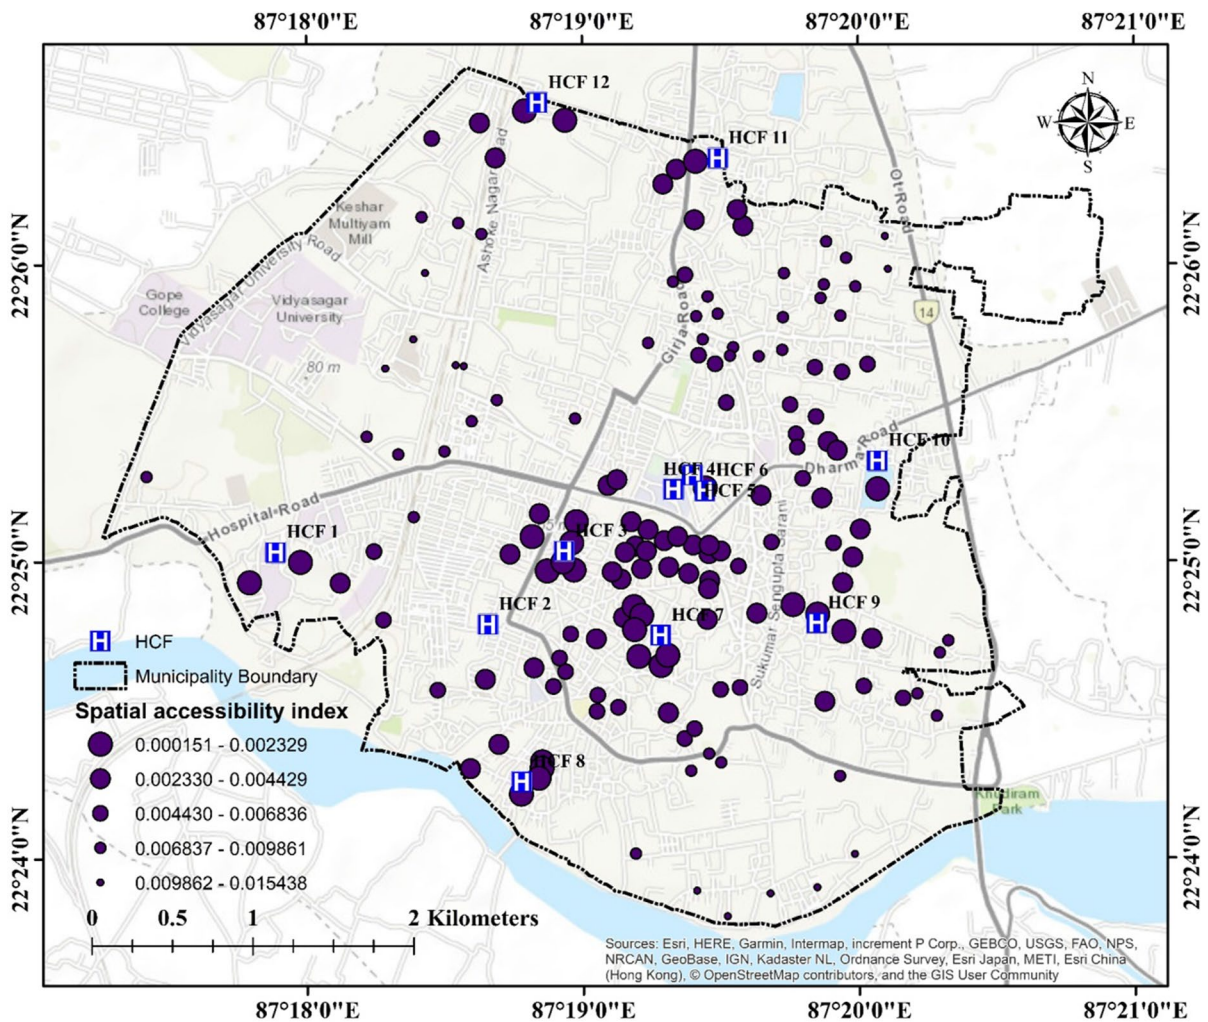 87°18'0"E 87°19'0"E 87°20'0"E 87°21'0"E
HCF 12
N
W E
S
HCF 11
Ashoke Nagar Road
Ot Road
Keshar
Multiyam
Mill
22°26'0"N
22°26'0"N
Vidyasagar University Road
Gope
College
Vidyasagar
University
14
Girja Road
80 m
HCF 10
Dharma Road
HCF 4
HCF 6
HCF 5
Hospital Road
HCF 1
HCF 3
22°25'0"N
22°25'0"N
Sukumar Sengupta Sarani
HCF 2
HCF 7
HCF 9
H HCF
Municipality Boundary
Spatial accessibility index
0.000151 - 0.002329
0.002330 - 0.004429
0.004430 - 0.006836
0.006837 - 0.009861
0.009862 - 0.015438
HCF 8
Khudiram
Park
22°24'0"N
22°24'0"N
0 0.5 1 2 Kilometers
Sources: Esri, HERE, Garmin, Intermap, increment P Corp., GEBCO, USGS, FAO, NPS,
NRCAN, GeoBase, IGN, Kadaster NL, Ordnance Survey, Esri Japan, METI, Esri China
(Hong Kong), © OpenStreetMap contributors, and the GIS User Community
87°18'0"E 87°19'0"E 87°20'0"E 87°21'0"E